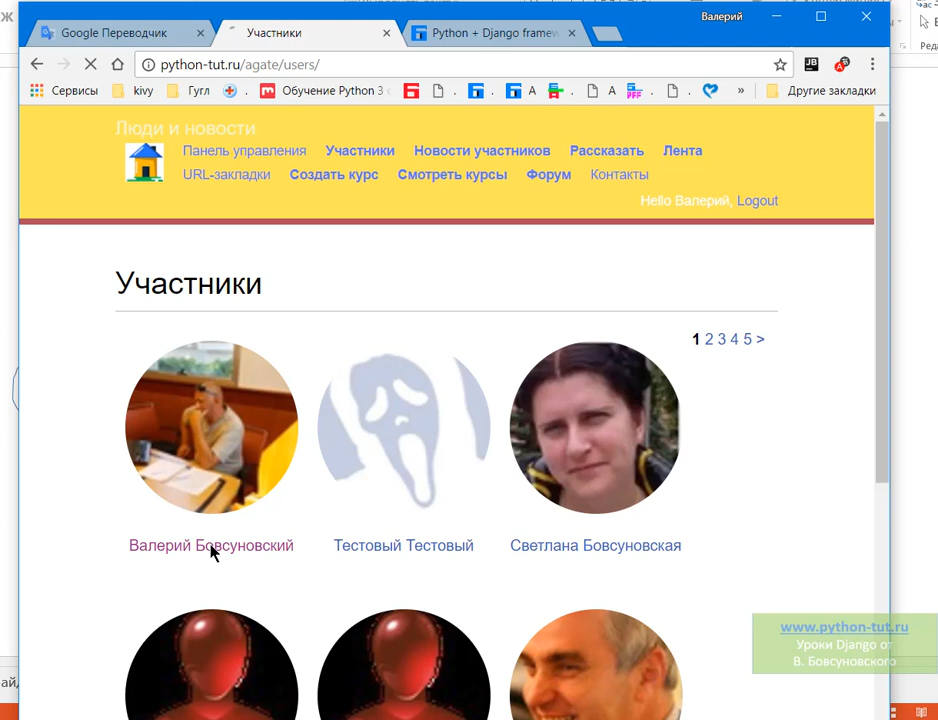 Валерий
Google Переводчик
Участники
Python + Django framew
python-tut.ru/agate/users/
Сервисы
kivy
Гугл
Обучение Python 3 с
A
A
»
Другие закладки
Люди и новости
Панель управления Участники Новости участников Рассказать Лента
URL-закладки Создать курс Смотреть курсы Форум Контакты
Hello Валерий, Logout
Участники
1 2 3 4 5 >
Валерий Бовсуновский
Тестовый Тестовый
Светлана Бовсуновская
www.python-tut.ru
Уроки Django от
В. Бовсуновского